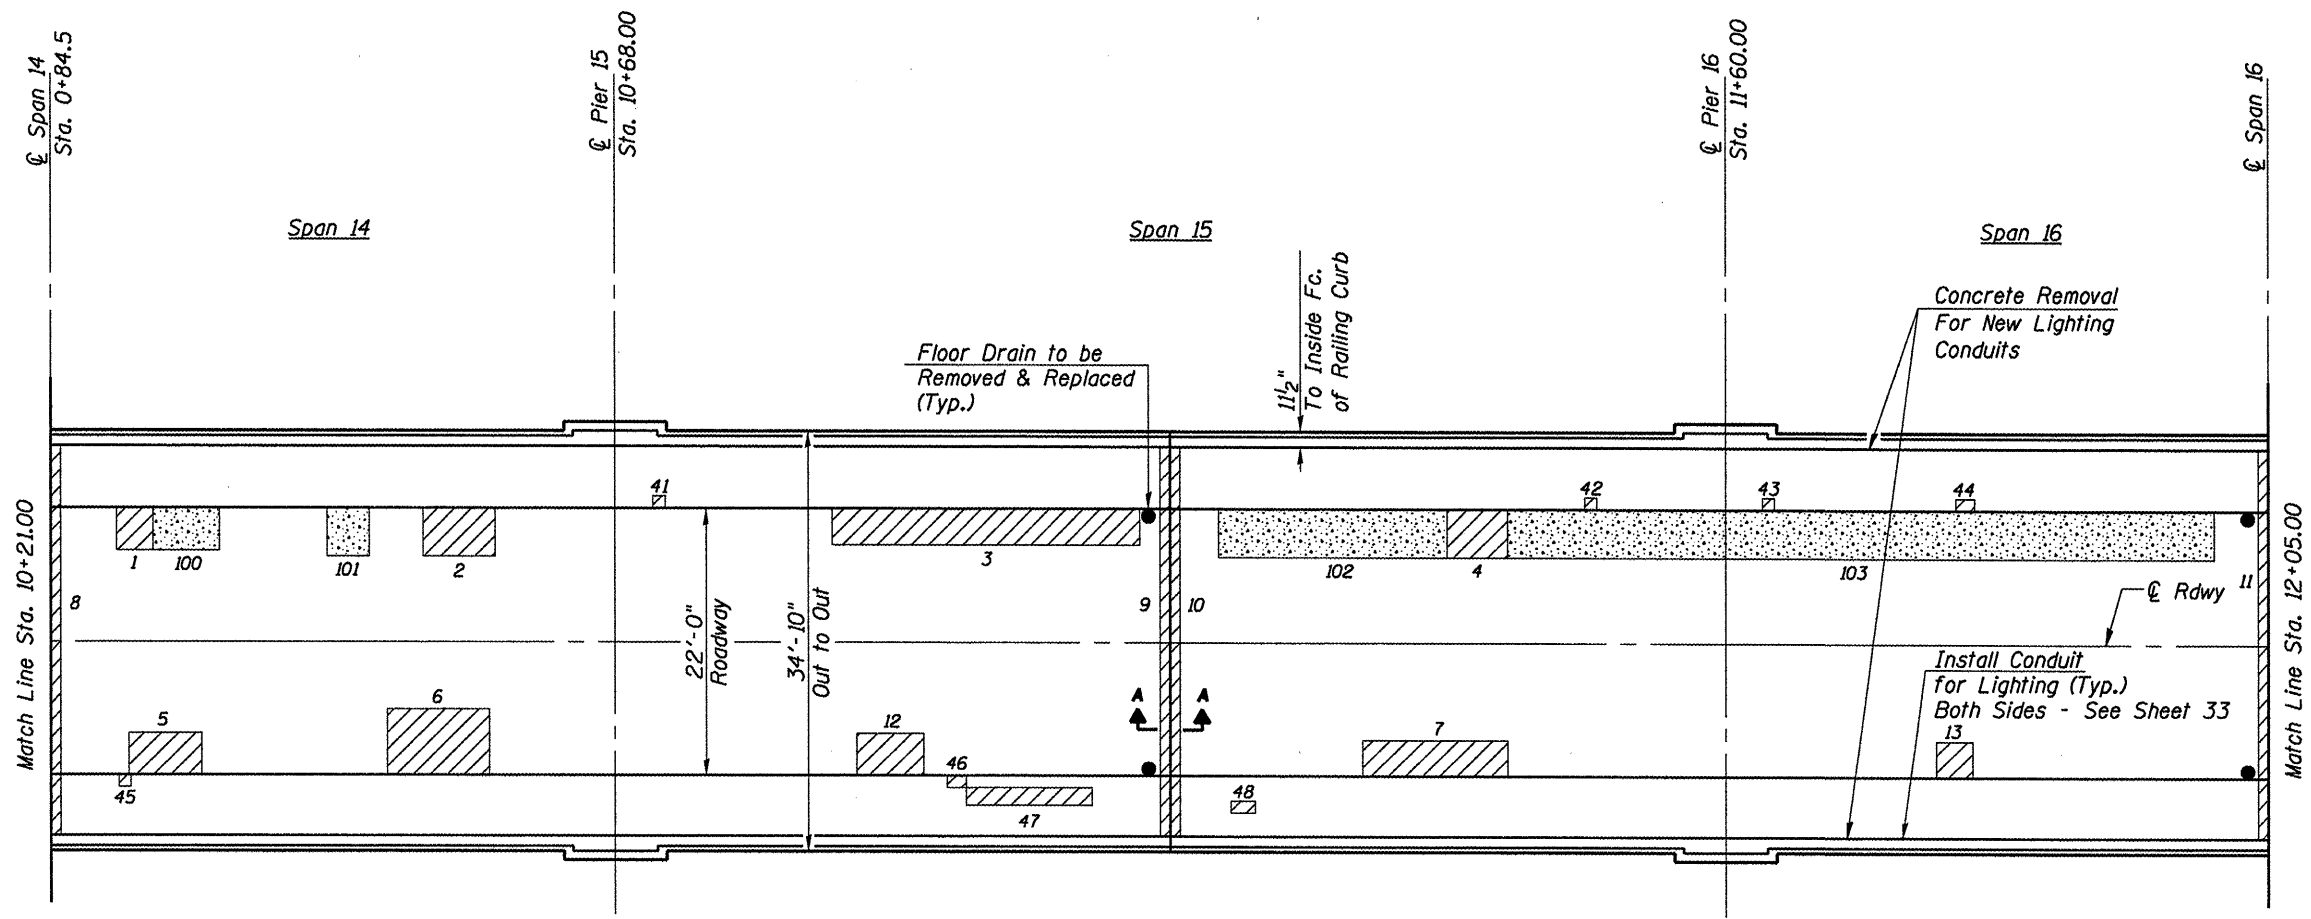 ℄ Span 14
Sta. 0+84.5
℄ Pier 15
Sta. 10+68.00
℄ Pier 16
Sta. 11+60.00
℄ Span 16
Span 14
Span 15
Span 16
Concrete Removal
For New Lighting
Conduits
Floor Drain to be
Removed & Replaced
(Typ.)
11½"
To Inside Fc.
of Railing Curb
41
42
43
44
1
100
101
2
3
102
4
103
8
9
10
11
℄ Rdwy
22'-0"
Roadway
34'-10"
Out to Out
Match Line Sta. 10+21.00
Match Line Sta. 12+05.00
Install Conduit
for Lighting (Typ.)
Both Sides - See Sheet 33
A
A
5
6
12
7
13
45
46
47
48